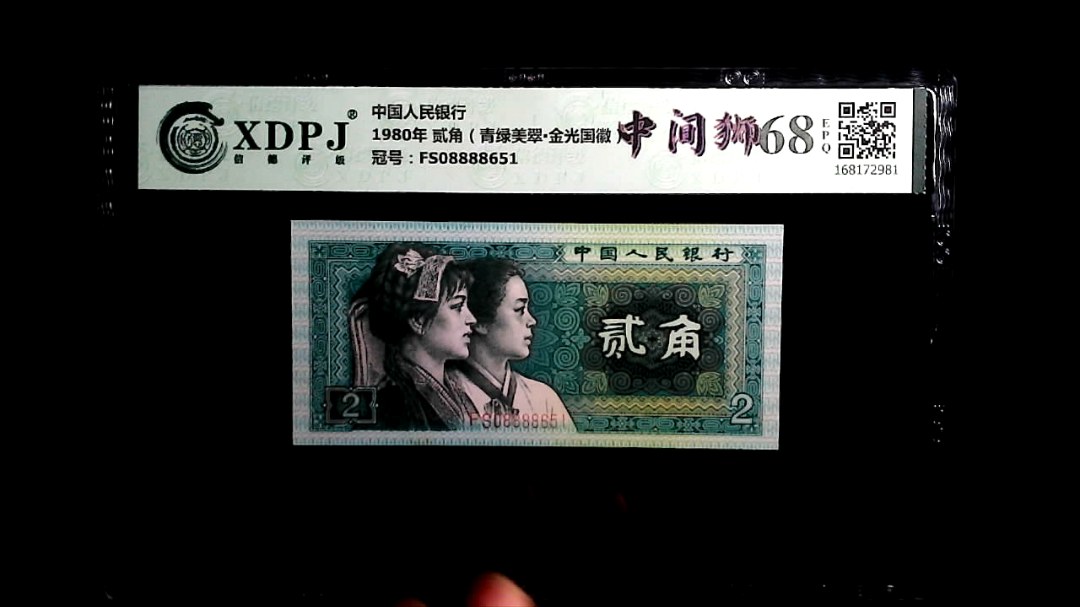 XDPJ®
信都评级
中国人民银行
1980年 贰角（青绿美翠·金光国徽）
冠号：FS08888651
中间狮
68
EPQ
168172981
中国人民银行
贰角
2
FS08888651
2